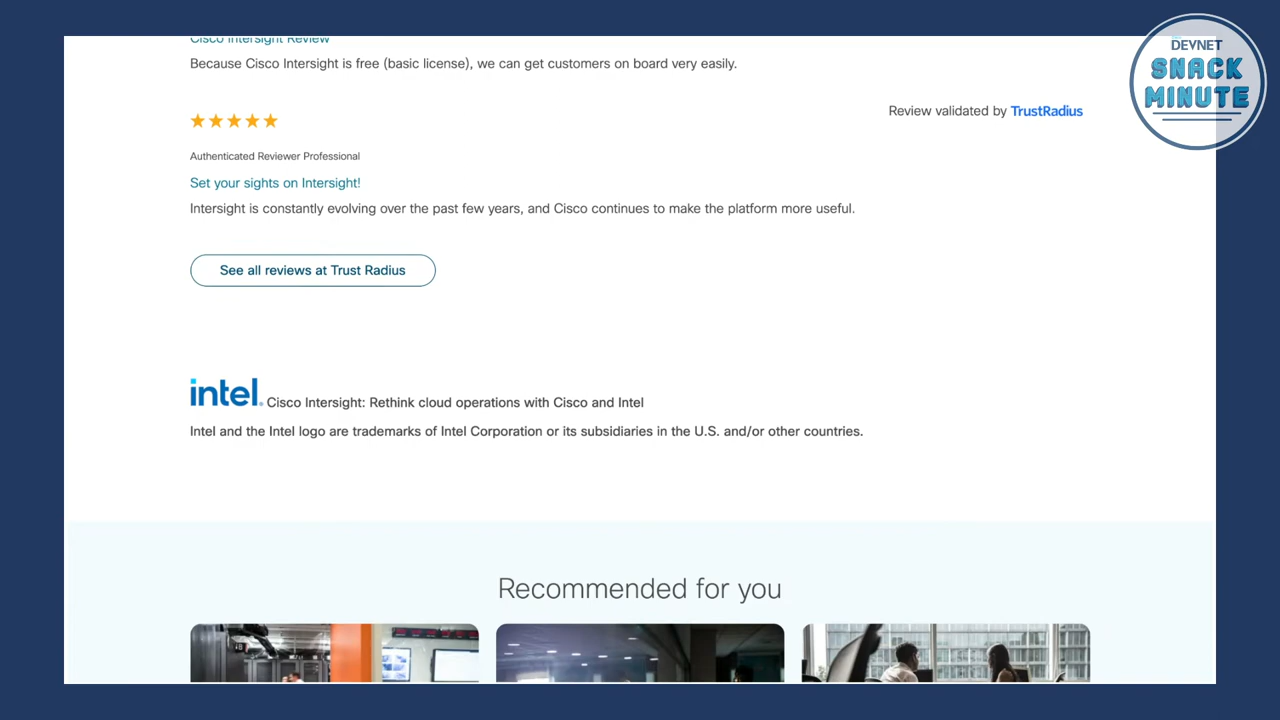 Cisco Intersight Review
Because Cisco Intersight is free (basic license), we can get customers on board very easily.
DEVNET
SNACK
MINUTE
Review validated by TrustRadius
Authenticated Reviewer Professional
Set your sights on Intersight!
Intersight is constantly evolving over the past few years, and Cisco continues to make the platform more useful.
See all reviews at Trust Radius
intel. Cisco Intersight: Rethink cloud operations with Cisco and Intel
Intel and the Intel logo are trademarks of Intel Corporation or its subsidiaries in the U.S. and/or other countries.
Recommended for you